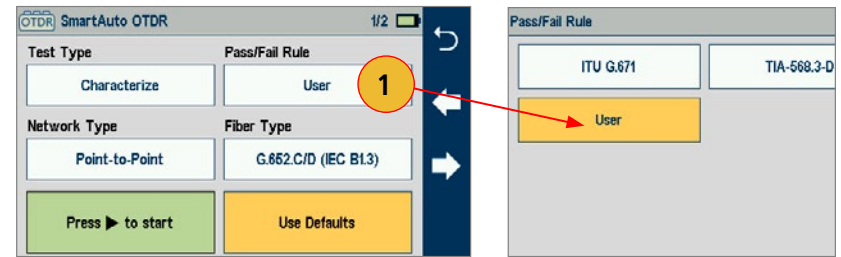 OTDR SmartAuto OTDR 1/2
Test Type Pass/Fail Rule
Characterize User
1
Network Type Fiber Type
Point-to-Point G.652.C/D (IEC B1.3)
Press ▶ to start Use Defaults
Pass/Fail Rule
ITU G.671 TIA-568.3-D
User